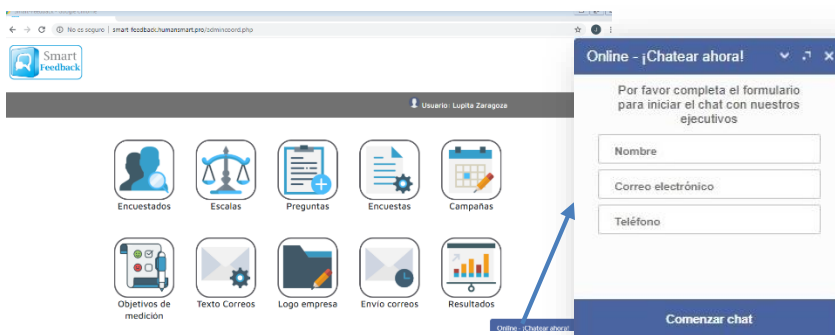 No es seguro | smart feedback.humansmart.pro/admincoord.php
Smart
Feedback
Usuario: Lupita Zaragoza
Encuestados
Escalas
Preguntas
Encuestas
Campañas
Objetivos de
medición
Texto Correos
Logo empresa
Envio correos
Resultados
Online - ¡Chatear ahora!
Online - ¡Chatear ahora!
Por favor completa el formulario
para iniciar el chat con nuestros
ejecutivos
Nombre
Correo electrónico
Teléfono
Comenzar chat